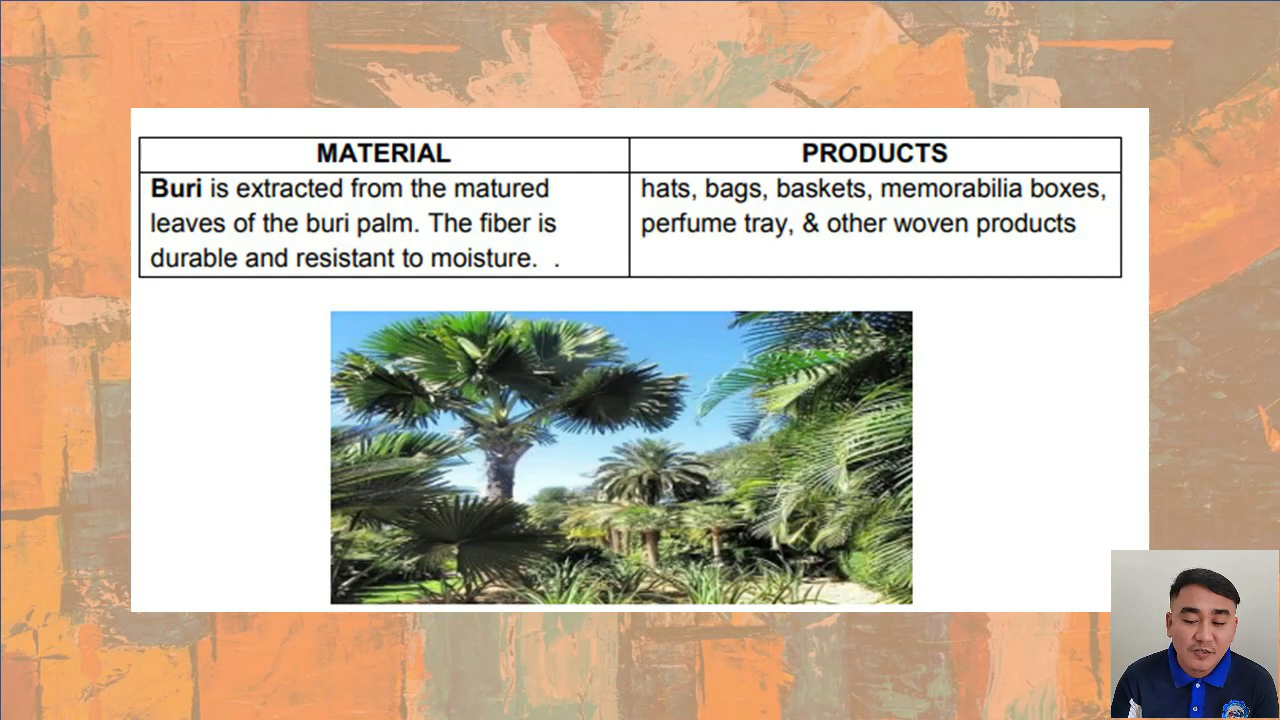 MATERIAL
PRODUCTS
Buri is extracted from the matured
leaves of the buri palm. The fiber is
durable and resistant to moisture.  .
hats, bags, baskets, memorabilia boxes,
perfume tray, & other woven products